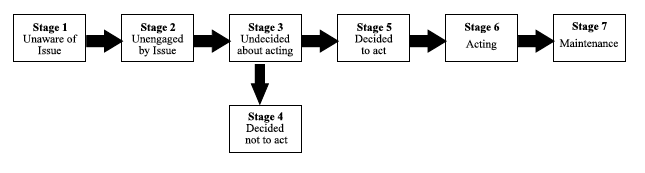 Stage 1
Unaware of
Issue
Stage 2
Unengaged
by Issue
Stage 3
Undecided
about acting
Stage 5
Decided
to act
Stage 6
Acting
Stage 7
Maintenance
Stage 4
Decided
not to act